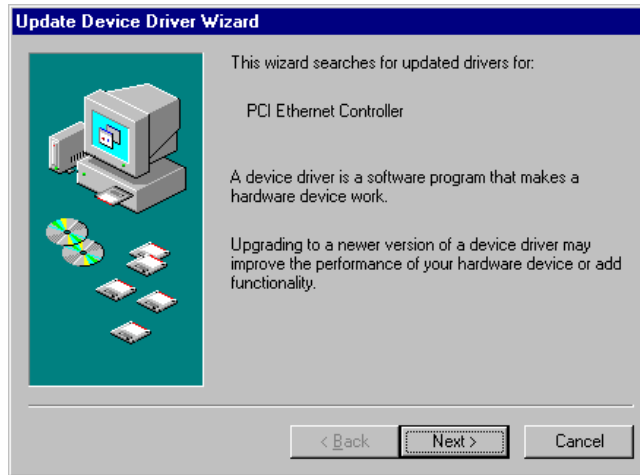 Update Device Driver Wizard
This wizard searches for updated drivers for:
PCI Ethernet Controller
A device driver is a software program that makes a
hardware device work.
Upgrading to a newer version of a device driver may
improve the performance of your hardware device or add
functionality.
< Back
Next >
Cancel